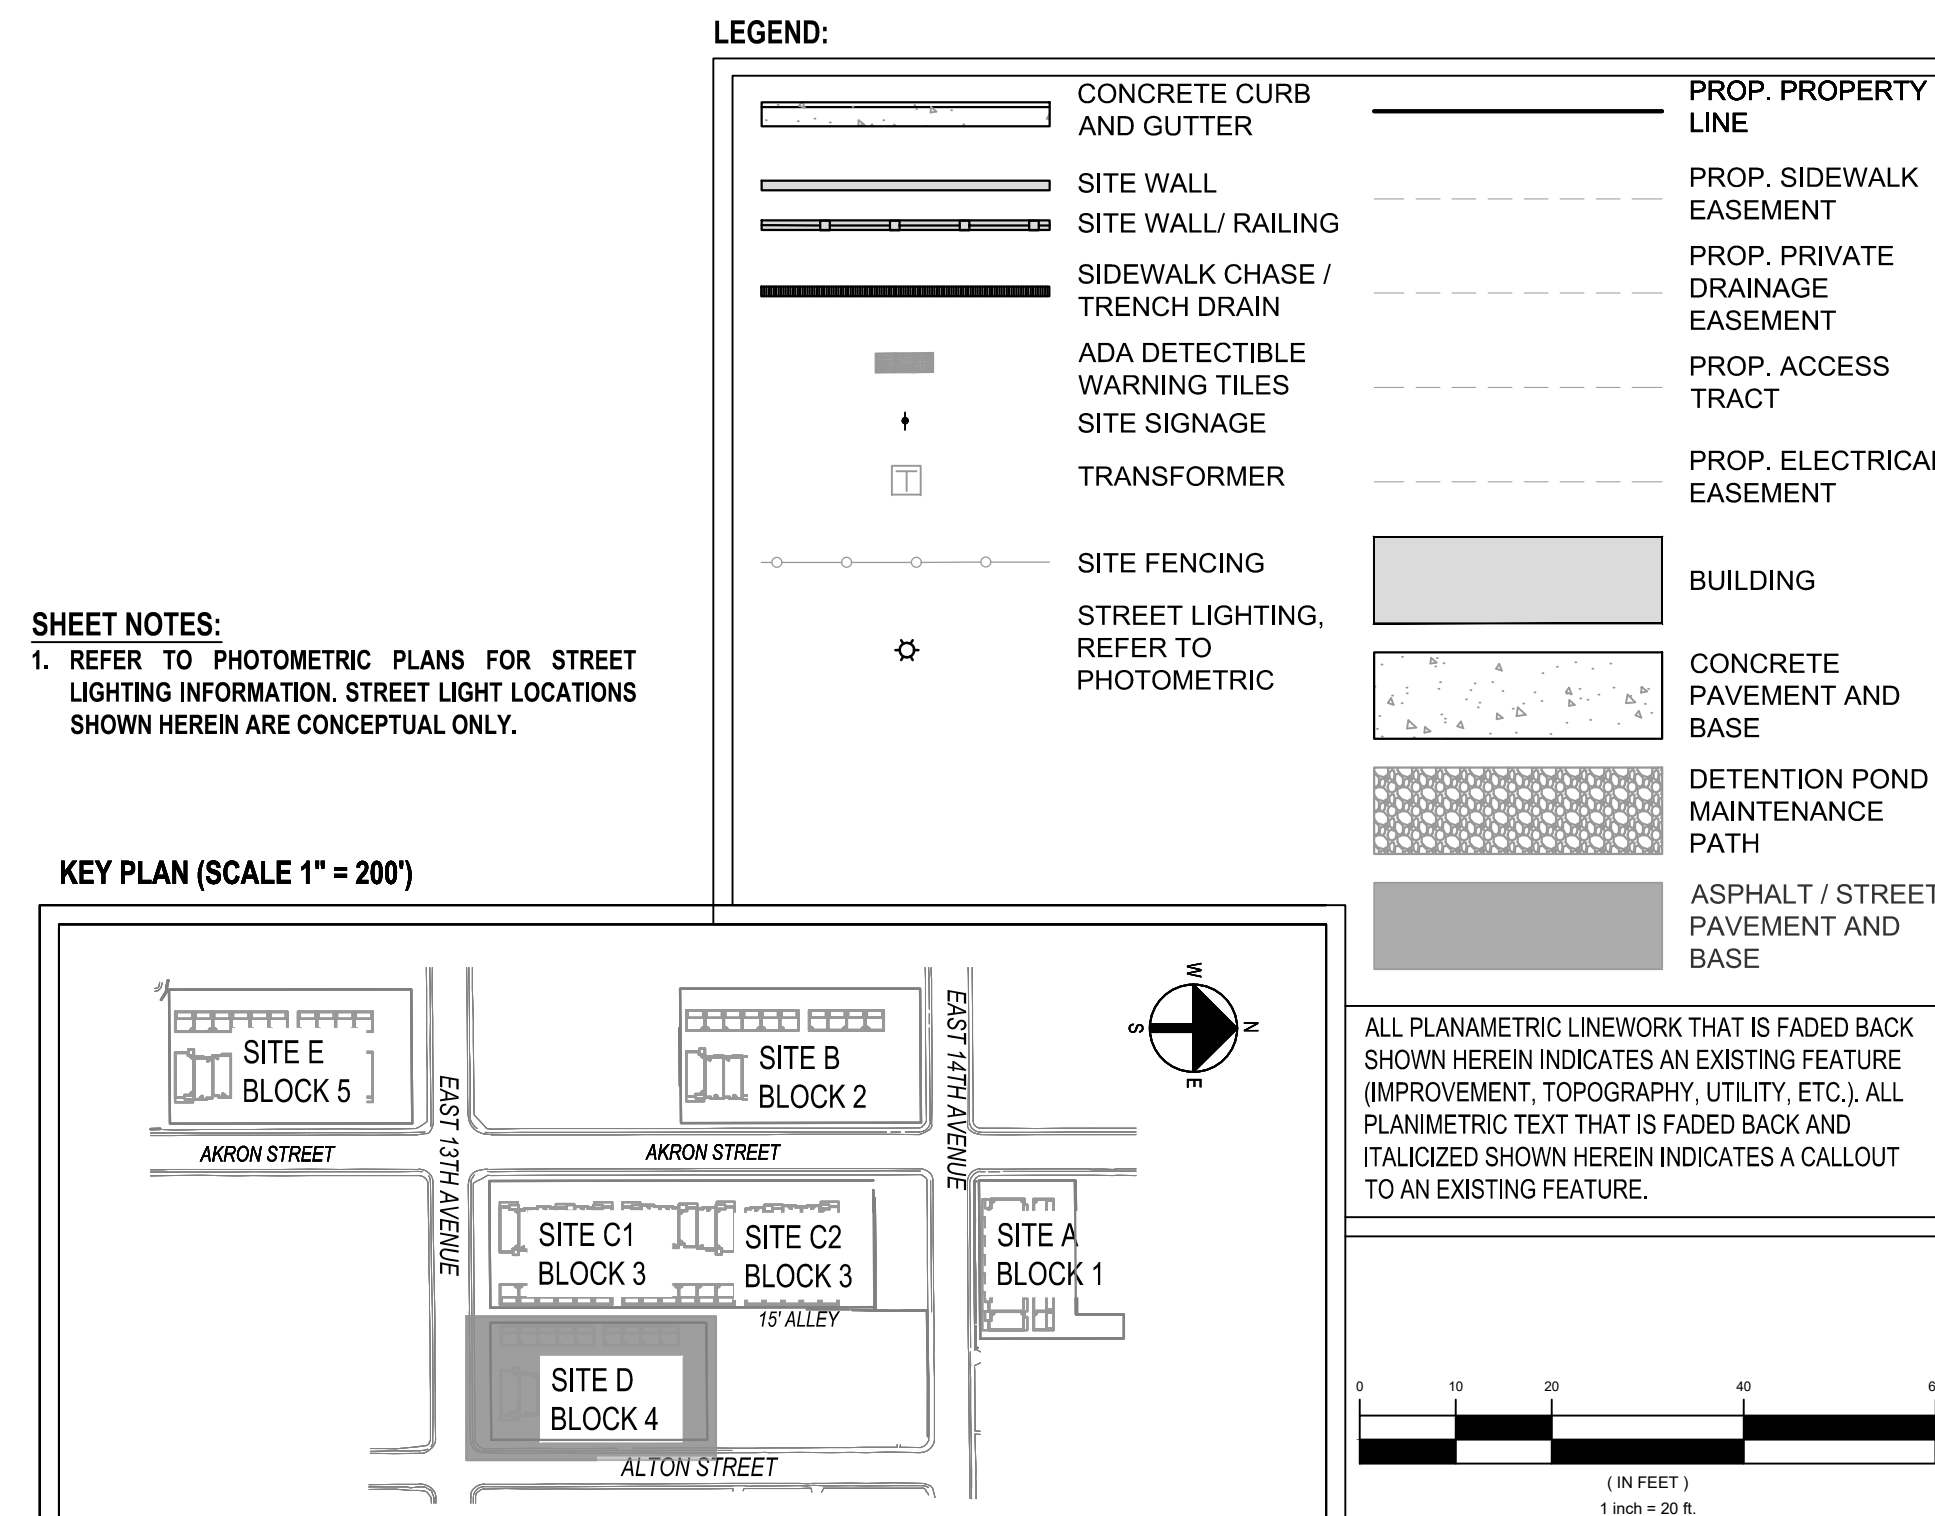 LEGEND:
CONCRETE CURB
AND GUTTER
SITE WALL
SITE WALL/ RAILING
SIDEWALK CHASE /
TRENCH DRAIN
ADA DETECTIBLE
WARNING TILES
SITE SIGNAGE
T
TRANSFORMER
SITE FENCING
STREET LIGHTING,
REFER TO
PHOTOMETRIC
PROP. PROPERTY
LINE
PROP. SIDEWALK
EASEMENT
PROP. PRIVATE
DRAINAGE
EASEMENT
PROP. ACCESS
TRACT
PROP. ELECTRICAL
EASEMENT
BUILDING
CONCRETE
PAVEMENT AND
BASE
DETENTION POND
MAINTENANCE
PATH
ASPHALT / STREET
PAVEMENT AND
BASE
SHEET NOTES:
1. REFER TO PHOTOMETRIC PLANS FOR STREET
LIGHTING INFORMATION. STREET LIGHT LOCATIONS
SHOWN HEREIN ARE CONCEPTUAL ONLY.
KEY PLAN (SCALE 1" = 200')
SITE E
BLOCK 5
SITE B
BLOCK 2
EAST 13TH AVENUE
EAST 14TH AVENUE
W
S
N
E
AKRON STREET
AKRON STREET
SITE C1
BLOCK 3
SITE C2
BLOCK 3
SITE A
BLOCK 1
15' ALLEY
SITE D
BLOCK 4
ALTON STREET
ALL PLANAMETRIC LINEWORK THAT IS FADED BACK
SHOWN HEREIN INDICATES AN EXISTING FEATURE
(IMPROVEMENT, TOPOGRAPHY, UTILITY, ETC.). ALL
PLANIMETRIC TEXT THAT IS FADED BACK AND
ITALICIZED SHOWN HEREIN INDICATES A CALLOUT
TO AN EXISTING FEATURE.
0 10 20 40
( IN FEET )
1 inch = 20 ft.